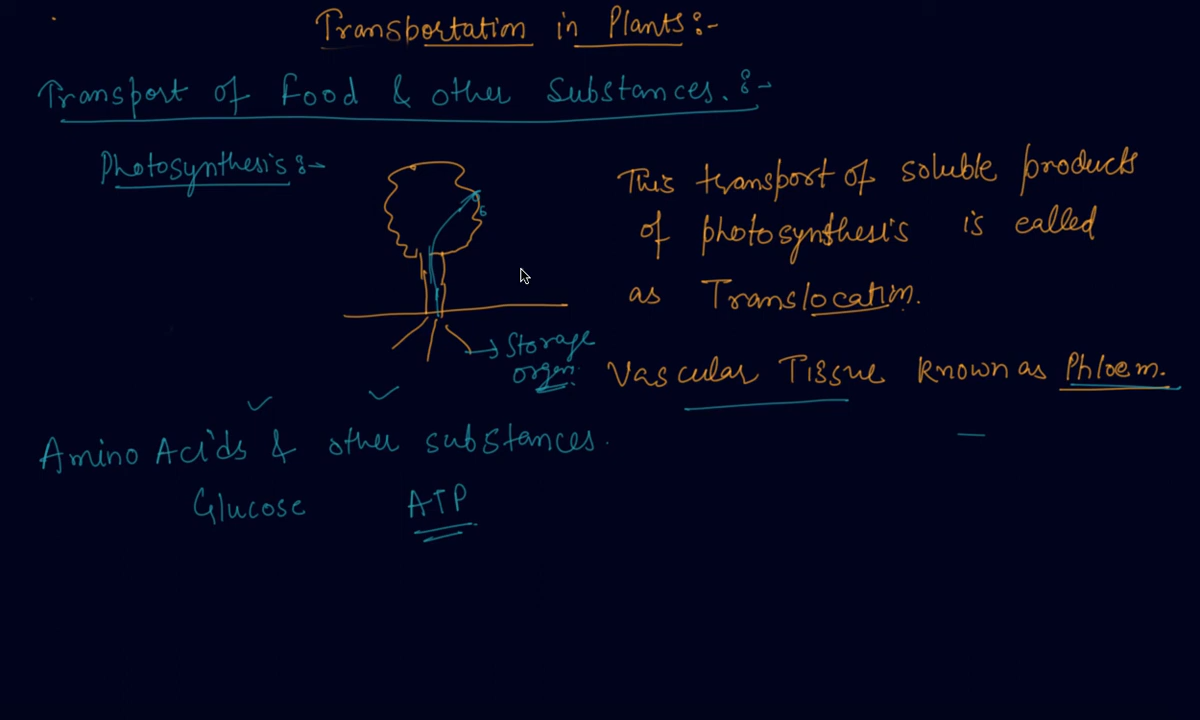 Transportation in Plants:-
Transport of Food & other Substances.:-
Photosynthesis:-
This transport of soluble products
of photosynthesis is called
as Translocation.
Storage
organ
Vascular Tissue known as Phloem.
Amino Acids & other substances.
Glucose ATP